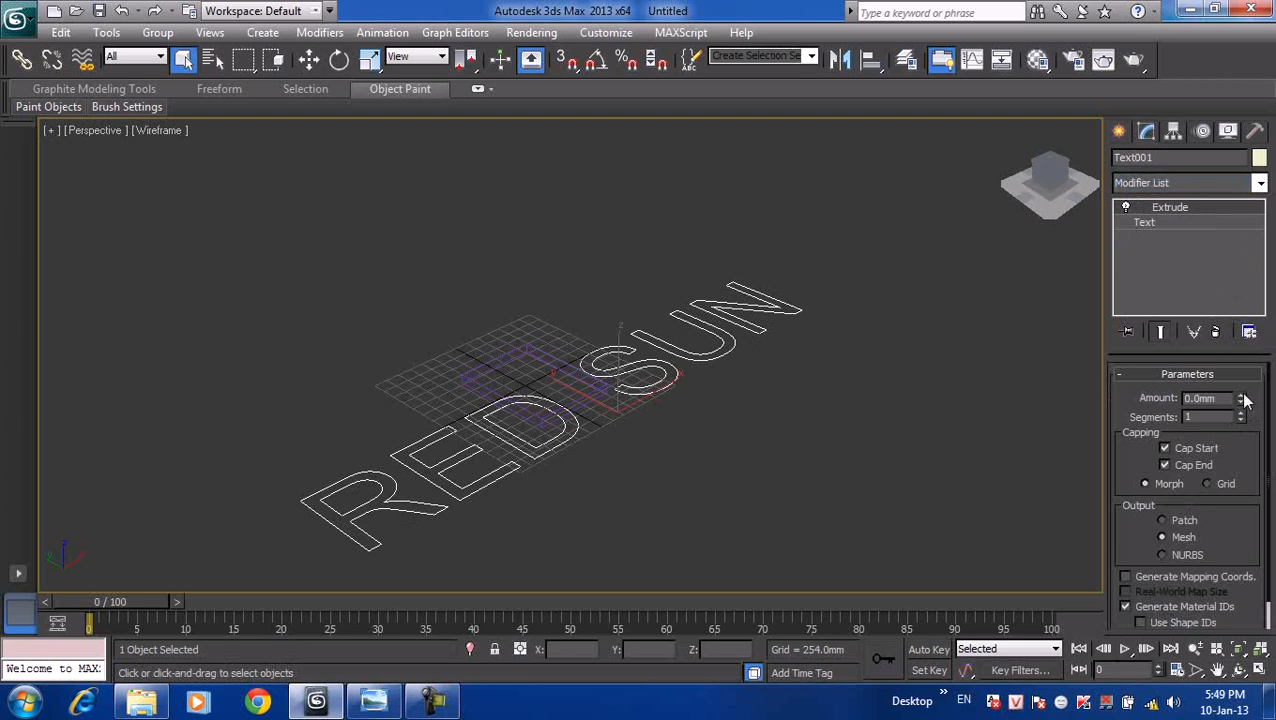 Workspace: Default
Autodesk 3ds Max 2013 x64
Untitled
Type a keyword or phrase
Edit
Tools
Group
Views
Create
Modifiers
Animation
Graph Editors
Rendering
Customize
MAXScript
Help
All
View
3
Create Selection Se
Graphite Modeling Tools
Freeform
Selection
Object Paint
Paint Objects
Brush Settings
[ + ] [Perspective ] [Wireframe ]
RED SUN
Text001
Modifier List
Extrude
Text
- Parameters
Amount: 0.0mm
Segments: 1
Capping
Cap Start
Cap End
Morph
Grid
Output
Patch
Mesh
NURBS
Generate Mapping Coords.
Real-World Map Size
Generate Material IDs
Use Shape IDs
< 0 / 100 >
0 5 10 15 20 25 30 35 40 45 50 55 60 65 70 75 80 85 90 95 100
1 Object Selected
X:
Y:
Z:
Grid = 254.0mm
Auto Key
Selected
Welcome to MAX
Click or click-and-drag to select objects
Add Time Tag
Set Key
Key Filters...
0
Desktop
EN
5:49 PM
10-Jan-13